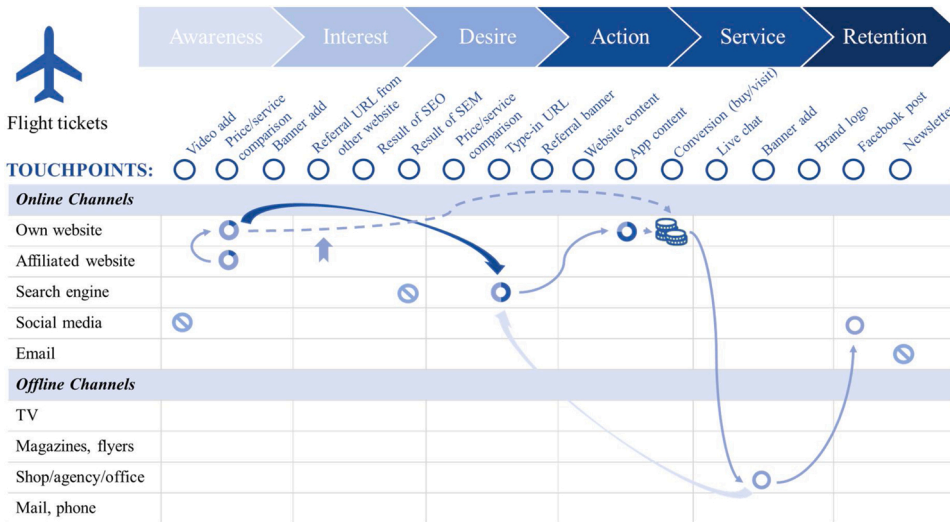 Awareness
Interest
Desire
Action
Service
Retention
Flight tickets
Video add
Price/service
comparison
Banner add
Referral URL from
other website
Result of SEO
Result of SEM
Price/service
comparison
Type-in URL
Referral banner
Website content
App content
Conversion (buy/visit)
Live chat
Banner add
Brand logo
Facebook post
Newsletter
TOUCHPOINTS:
Online Channels
Own website
Affiliated website
Search engine
Social media
Email
Offline Channels
TV
Magazines, flyers
Shop/agency/office
Mail, phone